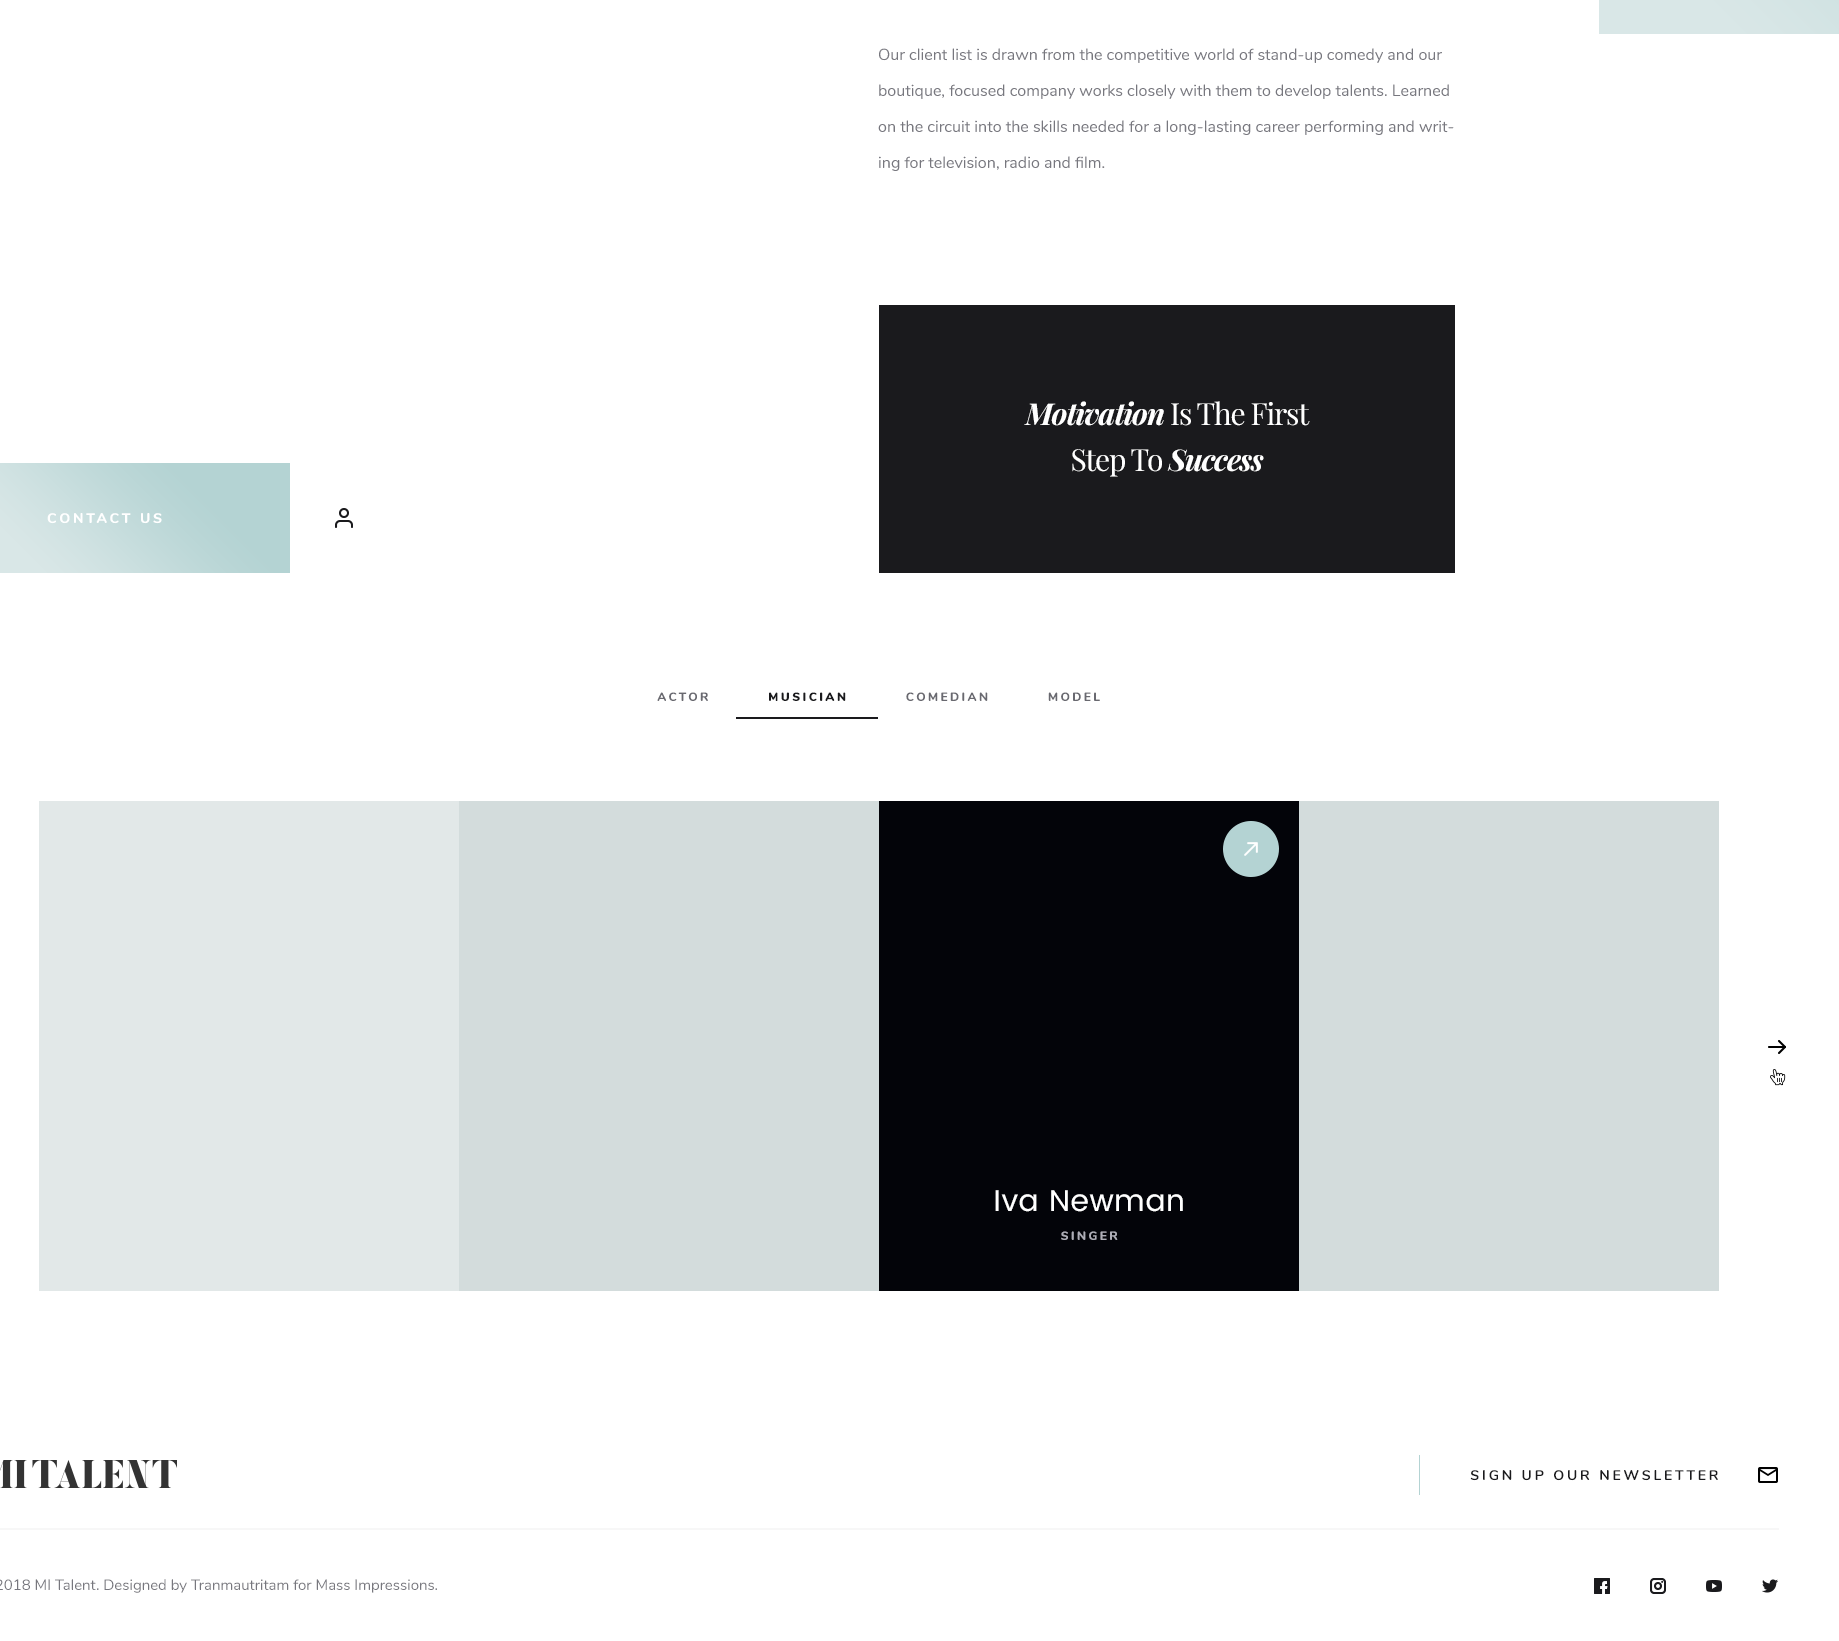 Our client list is drawn from the competitive world of stand-up comedy and our
boutique, focused company works closely with them to develop talents. Learned
on the circuit into the skills needed for a long-lasting career performing and writ-
ing for television, radio and film.
Motivation Is The First
Step To Success
CONTACT US
ACTOR MUSICIAN COMEDIAN MODEL
Iva Newman
SINGER
MI TALENT
SIGN UP OUR NEWSLETTER
2018 MI Talent. Designed by Tranmautritam for Mass Impressions.